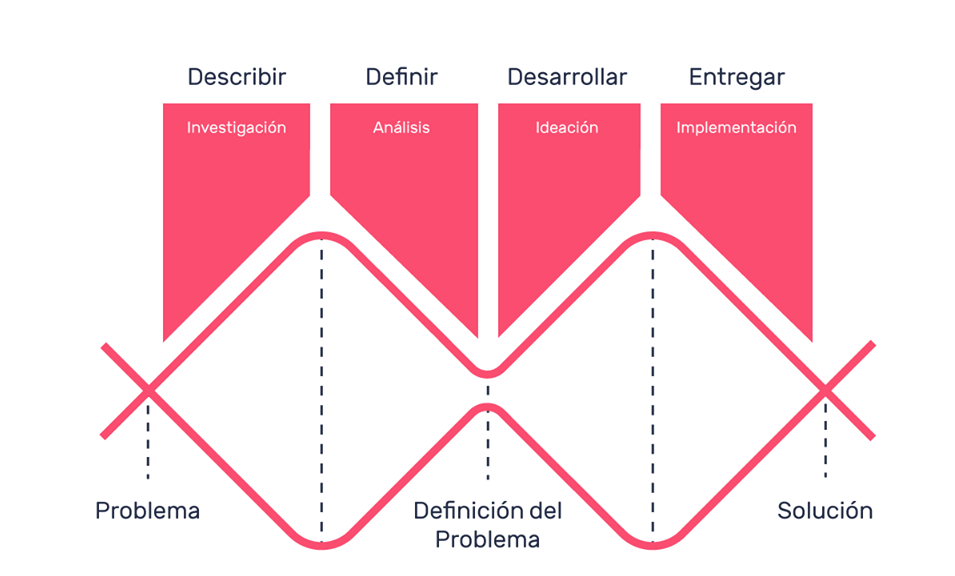 Describir
Definir
Desarrollar
Entregar
Investigación
Análisis
Ideación
Implementación
Problema
Definición del
Problema
Solución